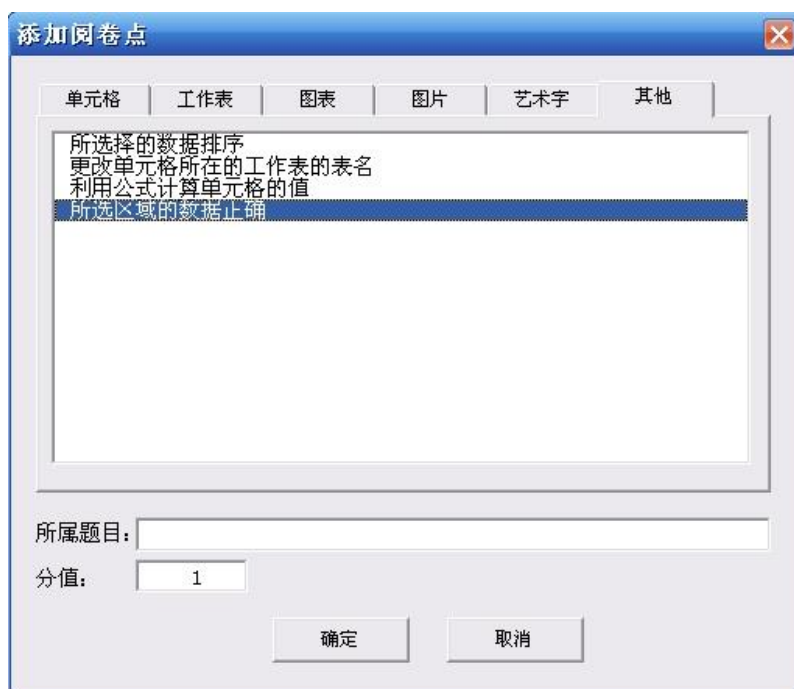 添加阅卷点
单元格 工作表 图表 图片 艺术字 其他
所选择的数据排序
更改单元格所在的工作表的表名
利用公式计算单元格的值
所选区域的数据正确
所属题目：
分值： 1
确定 取消